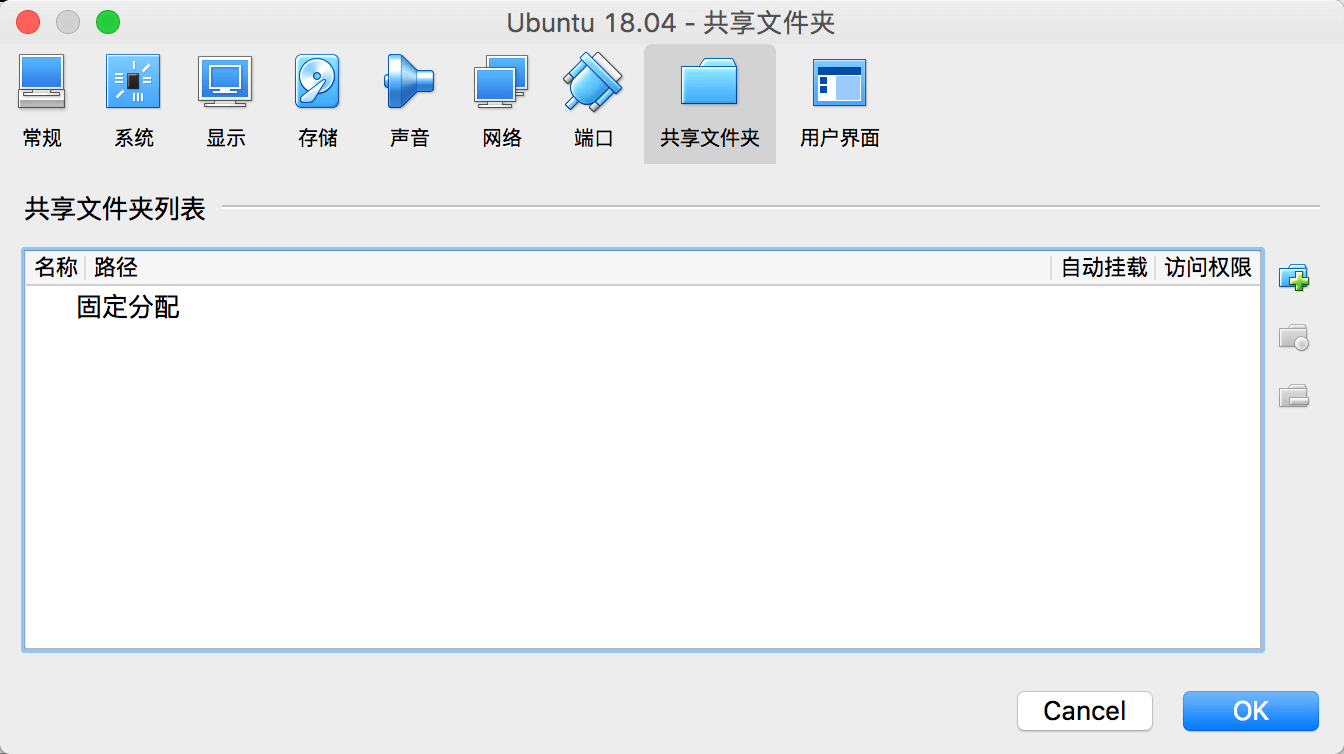 Ubuntu 18.04 - 共享文件夹
常规 系统 显示 存储 声音 网络 端口 共享文件夹 用户界面
共享文件夹列表
名称 路径 自动挂载 访问权限
固定分配
Cancel OK